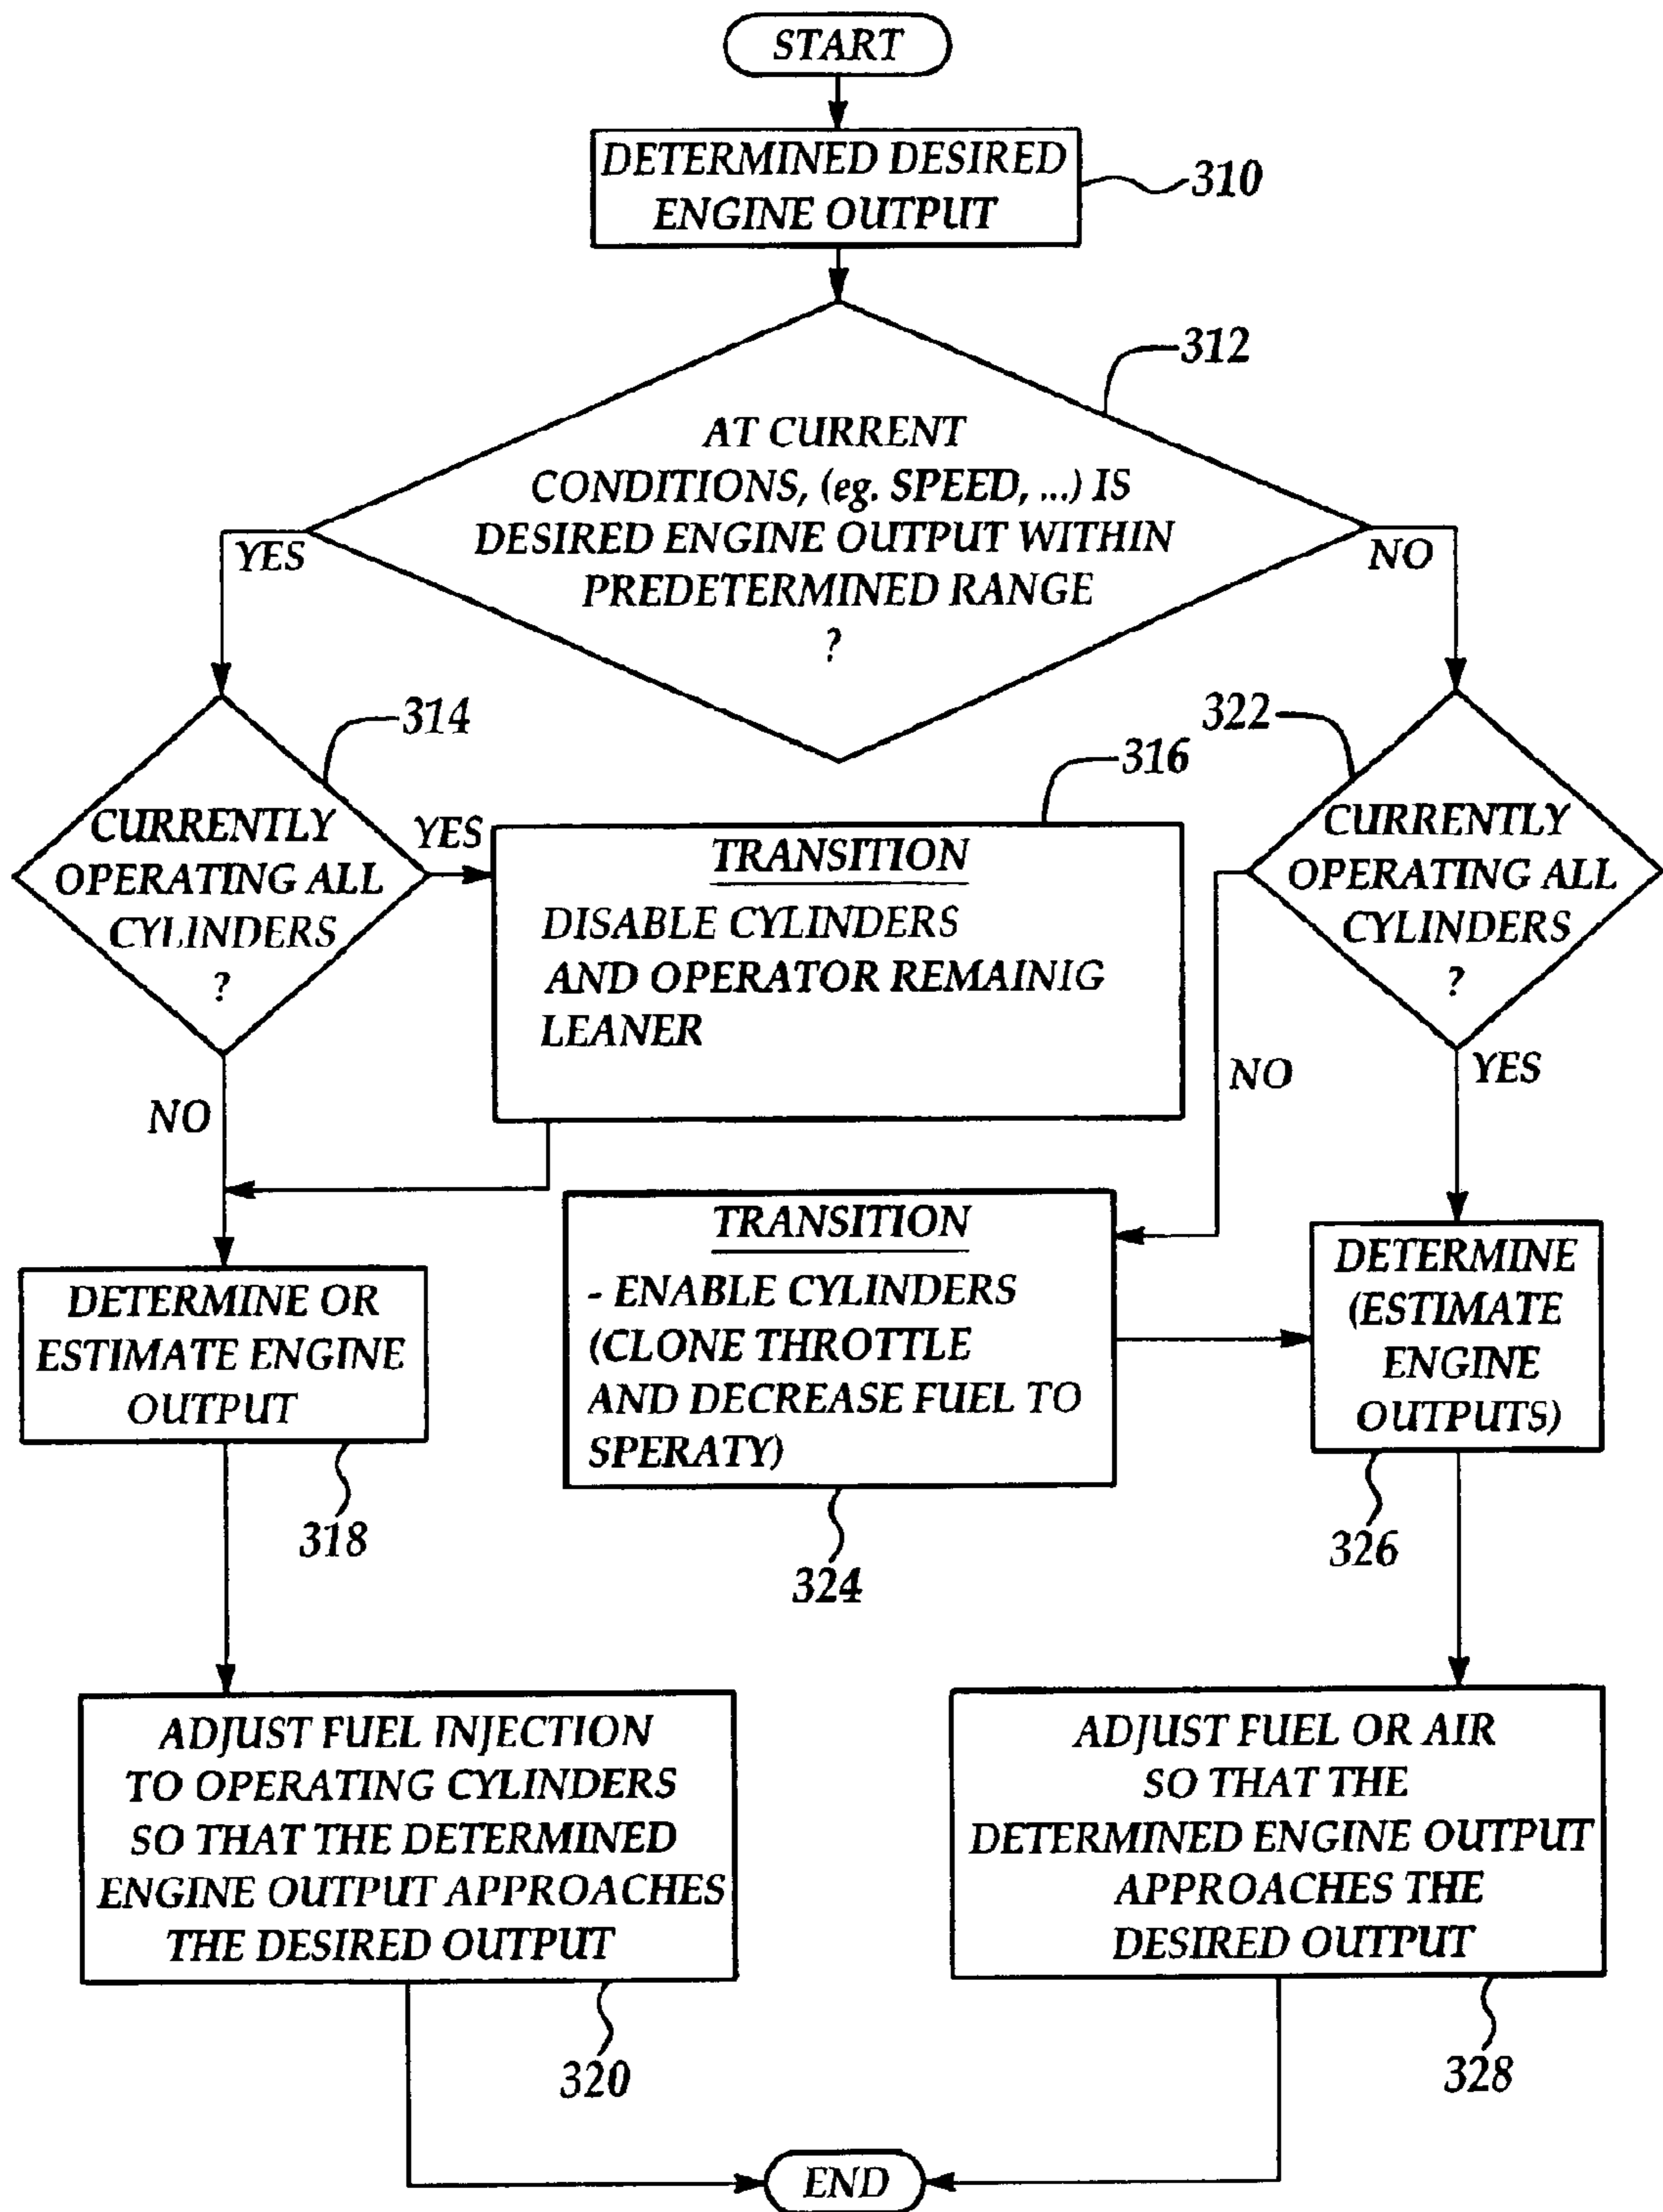 START
DETERMINED DESIRED
ENGINE OUTPUT
310
312
AT CURRENT
CONDITIONS, (eg. SPEED, ...) IS
DESIRED ENGINE OUTPUT WITHIN
PREDETERMINED RANGE
?
YES
NO
314
CURRENTLY
OPERATING ALL
CYLINDERS
?
YES
NO
316
TRANSITION
DISABLE CYLINDERS
AND OPERATOR REMAINIG
LEANER
322
CURRENTLY
OPERATING ALL
CYLINDERS
?
NO
YES
TRANSITION
- ENABLE CYLINDERS
(CLONE THROTTLE
AND DECREASE FUEL TO
SPERATY)
324
DETERMINE OR
ESTIMATE ENGINE
OUTPUT
318
DETERMINE
(ESTIMATE
ENGINE
OUTPUTS)
326
ADJUST FUEL INJECTION
TO OPERATING CYLINDERS
SO THAT THE DETERMINED
ENGINE OUTPUT APPROACHES
THE DESIRED OUTPUT
320
ADJUST FUEL OR AIR
SO THAT THE
DETERMINED ENGINE OUTPUT
APPROACHES THE
DESIRED OUTPUT
328
END